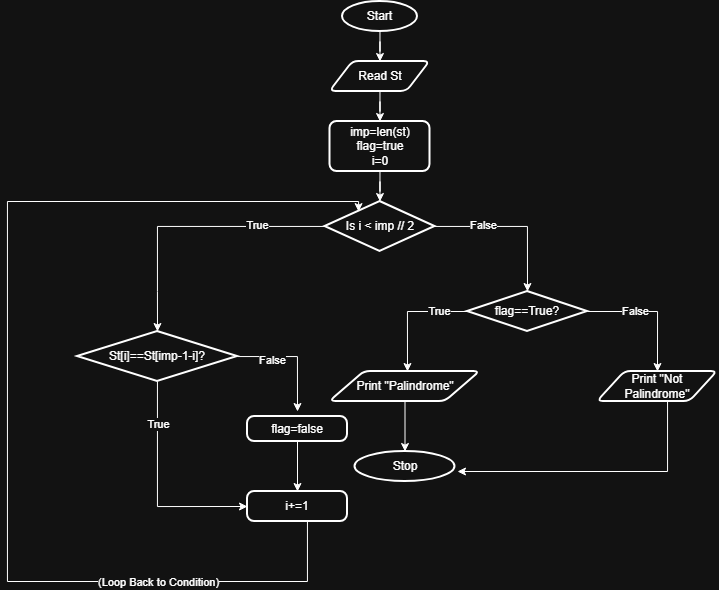 Start
Read St
imp=len(st)
flag=true
i=0
Is i < imp // 2
True
False
flag==True?
True
False
St[i]==St[imp-1-i]?
False
True
Print "Palindrome"
Print "Not
Palindrome"
flag=false
Stop
i+=1
(Loop Back to Condition)